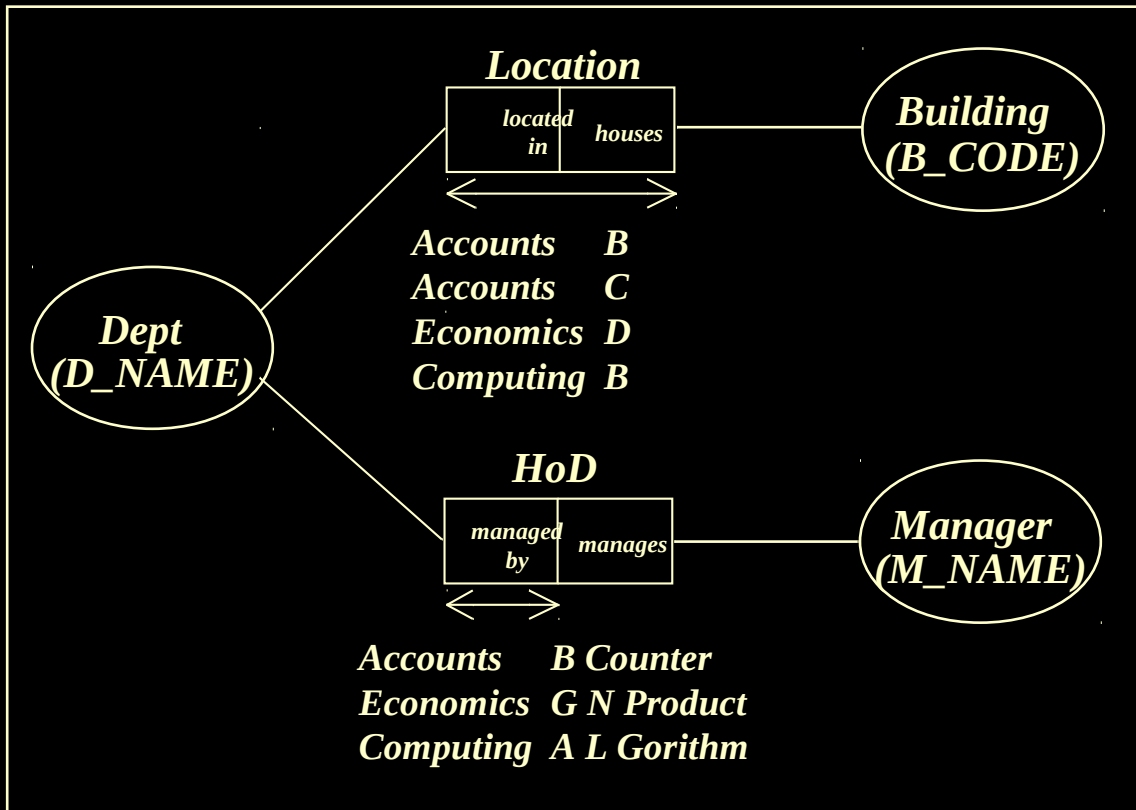 Location
located
in
houses
Building
(B_CODE)
Accounts B
Accounts C
Economics D
Computing B
Dept
(D_NAME)
HoD
managed
by
manages
Manager
(M_NAME)
Accounts B Counter
Economics G N Product
Computing A L Gorithm